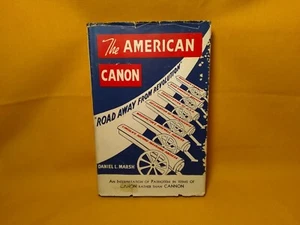 The AMERICAN
CANON
"ROAD AWAY FROM REVOLUTION"
DANIEL L. MARSH
AN INTERPRETATION OF PATRIOTISM IN TERMS OF
CANON RATHER THAN CANNON